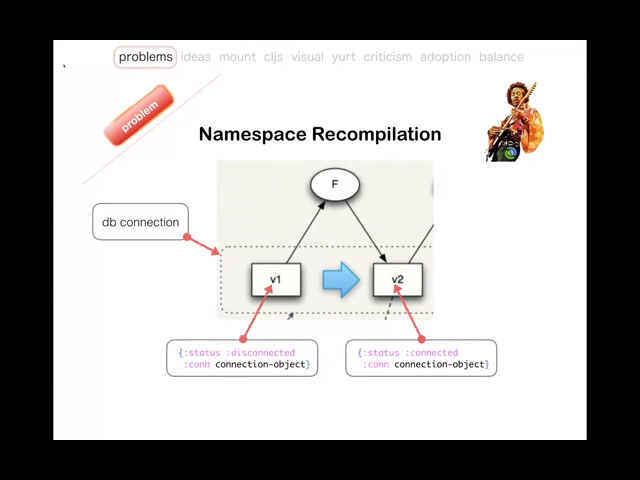 problems ideas mount cljs visual yurt criticism adoption balance
problem
Namespace Recompilation
F
db connection
v1
v2
{:status :disconnected
:conn connection-object}
{:status :connected
:conn connection-object}